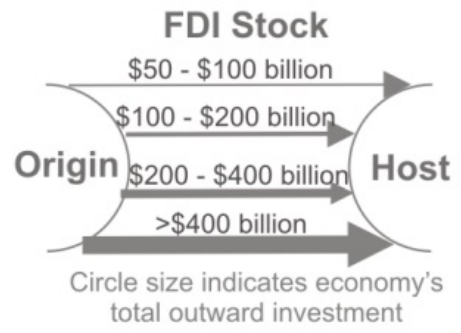 FDI Stock
$50 - $100 billion
$100 - $200 billion
Origin
$200 - $400 billion
Host
>$400 billion
Circle size indicates economy's
total outward investment